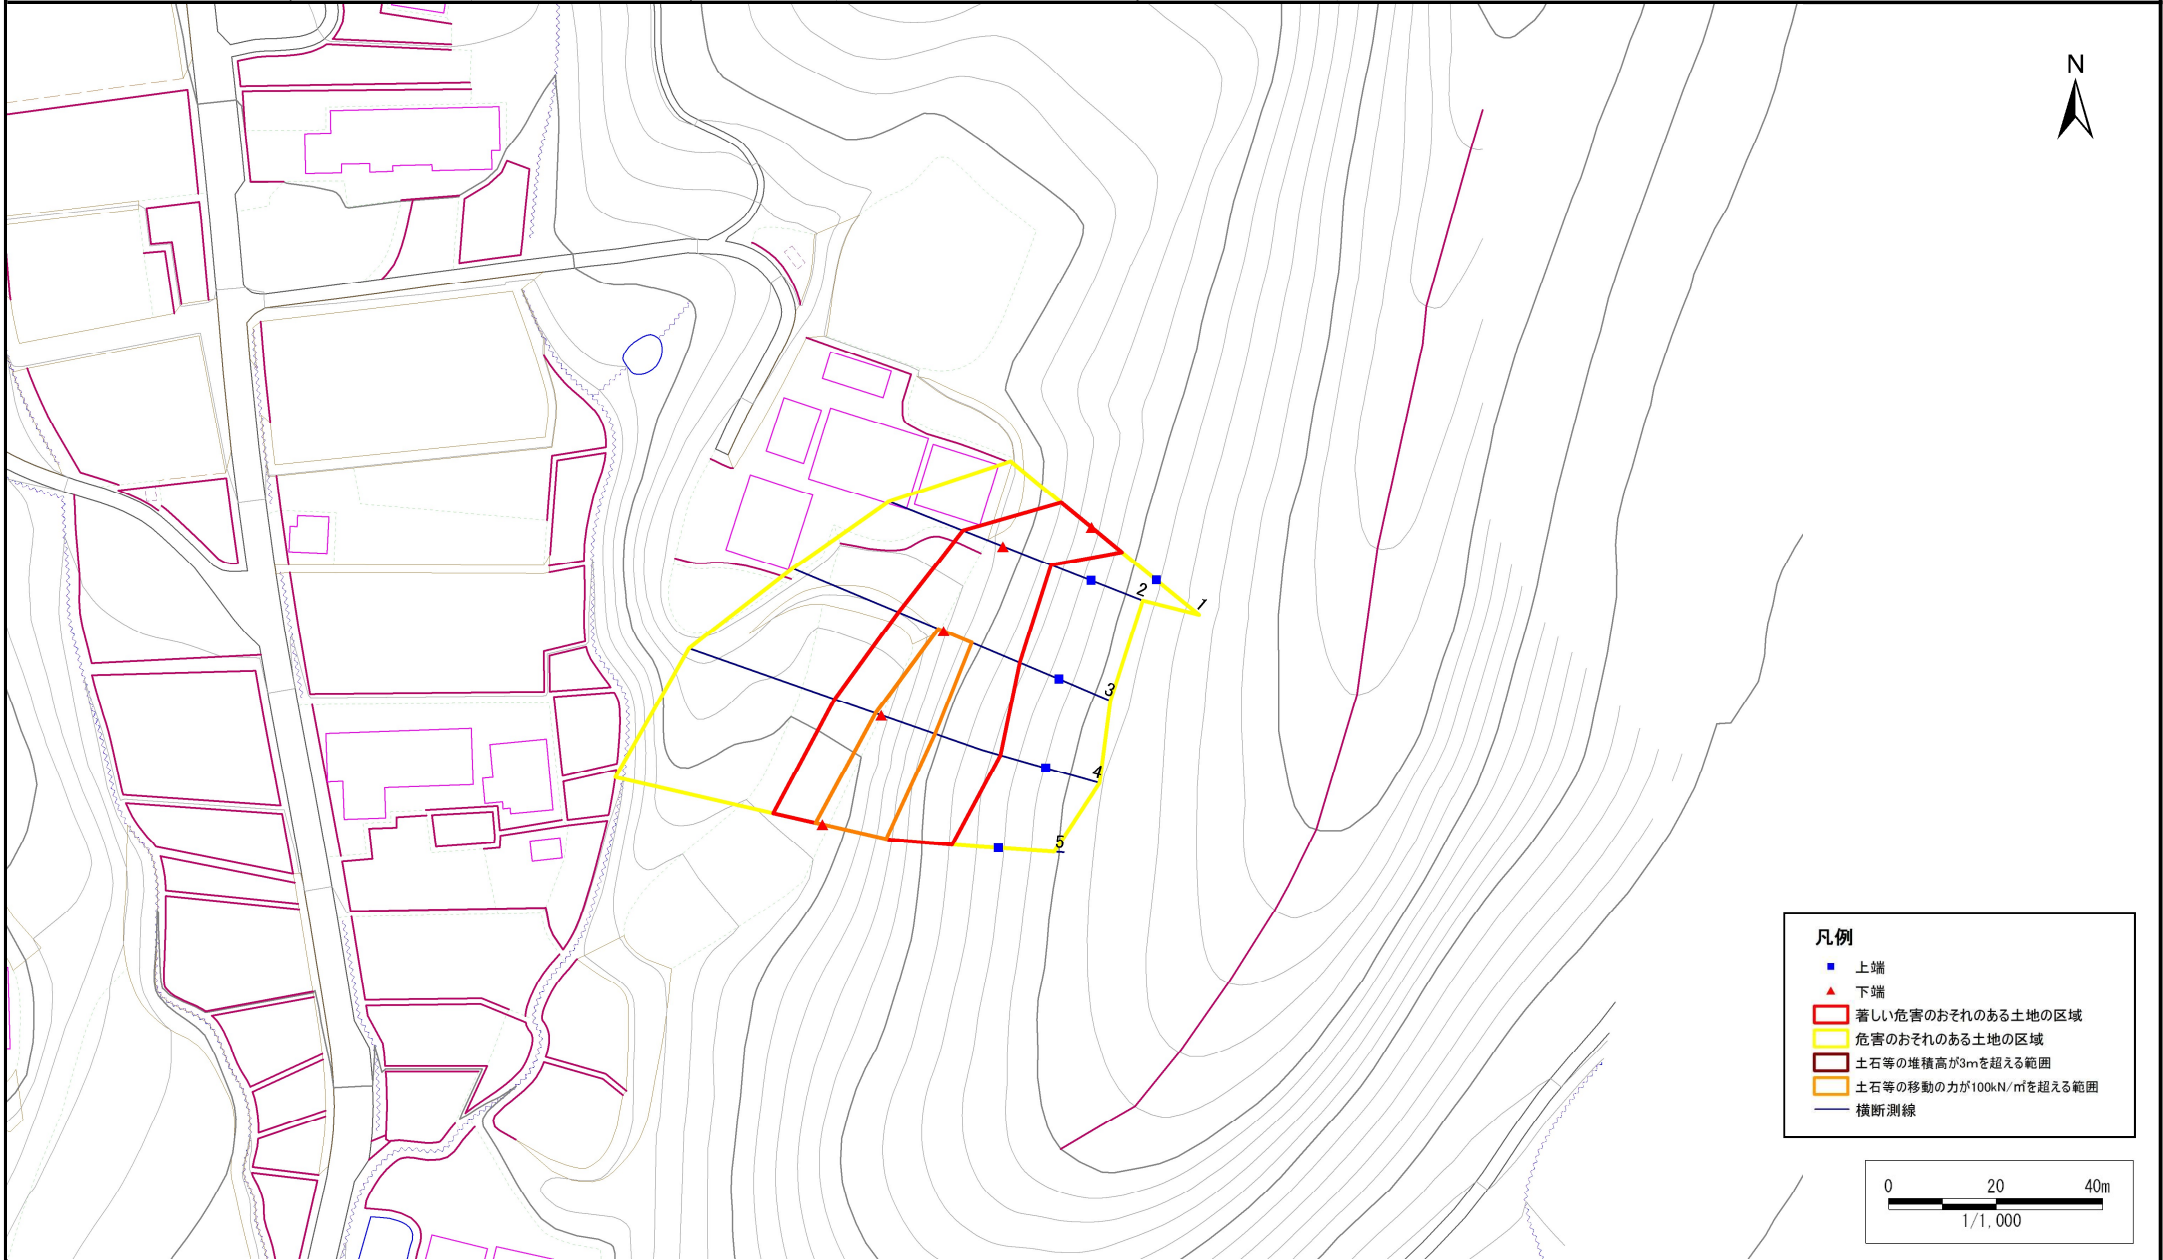 N
1
2
3
4
5
凡例
上端
下端
著しい危害のおそれのある土地の区域
危害のおそれのある土地の区域
土石等の堆積高が3mを超える範囲
土石等の移動の力が100kN/㎡を超える範囲
横断測線
0 20 40m
1/1,000